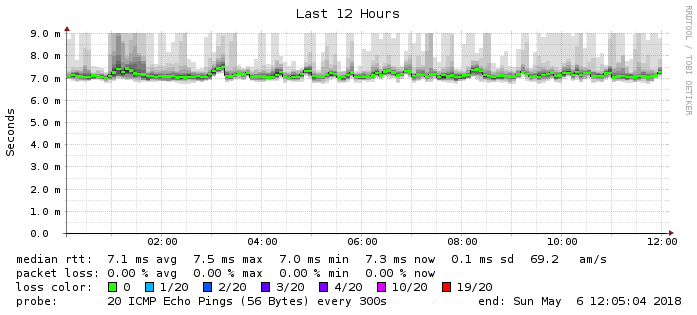 Last 12 Hours
RRDTOOL / TOBI OETIKER
Seconds
9.0 m
8.0 m
7.0 m
6.0 m
5.0 m
4.0 m
3.0 m
2.0 m
1.0 m
0.0
02:00 04:00 06:00 08:00 10:00 12:00
median rtt: 7.1 ms avg 7.5 ms max 7.0 ms min 7.3 ms now 0.1 ms sd 69.2 am/s
packet loss: 0.00 % avg 0.00 % max 0.00 % min 0.00 % now
loss color: 0 1/20 2/20 3/20 4/20 10/20 19/20
probe: 20 ICMP Echo Pings (56 Bytes) every 300s end: Sun May 6 12:05:04 2018